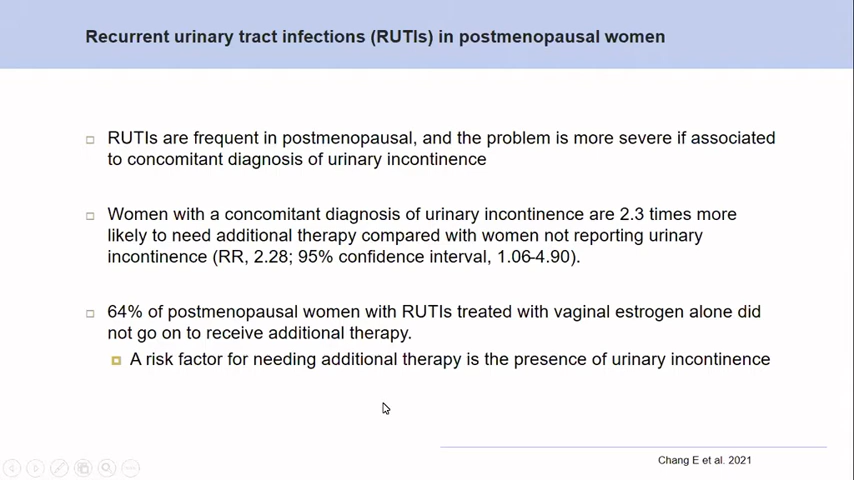 Recurrent urinary tract infections (RUTIs) in postmenopausal women
RUTIs are frequent in postmenopausal, and the problem is more severe if associated
to concomitant diagnosis of urinary incontinence
Women with a concomitant diagnosis of urinary incontinence are 2.3 times more
likely to need additional therapy compared with women not reporting urinary
incontinence (RR, 2.28; 95% confidence interval, 1.06-4.90).
64% of postmenopausal women with RUTIs treated with vaginal estrogen alone did
not go on to receive additional therapy.
A risk factor for needing additional therapy is the presence of urinary incontinence
Chang E et al. 2021